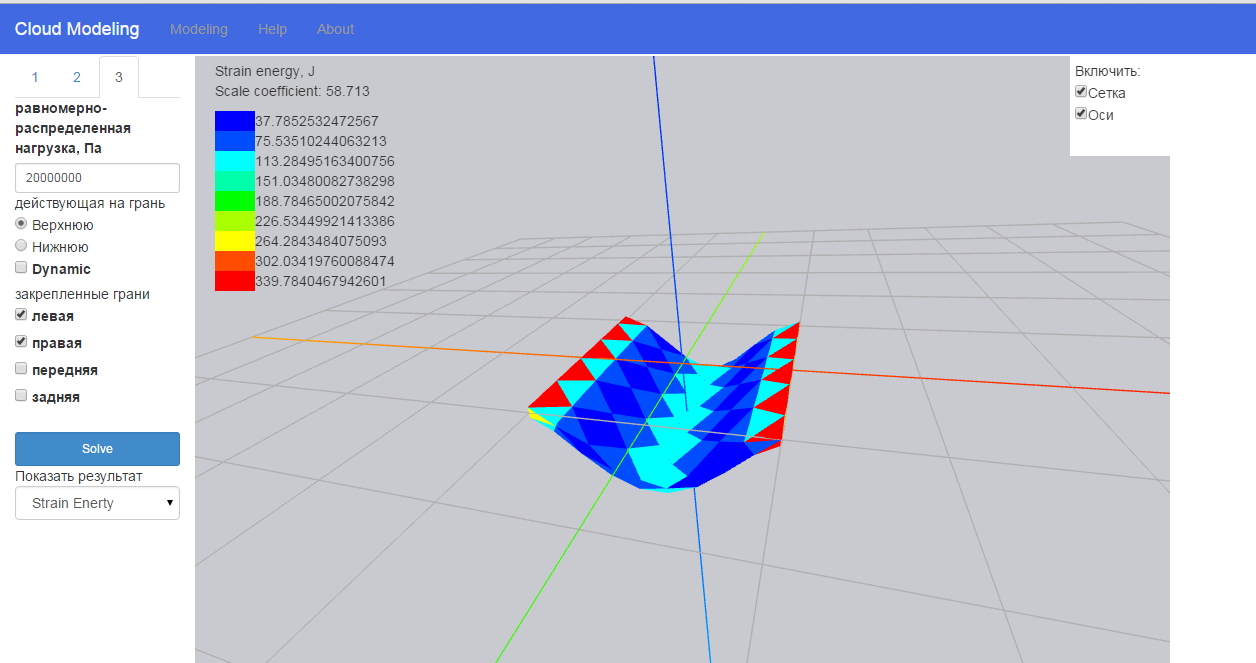 Cloud Modeling Modeling Help About
1 2 3
равномерно-
распределенная
нагрузка, Па
20000000
действующая на грань
Верхнюю
Нижнюю
Dynamic
закрепленные грани
левая
правая
передняя
задняя
Solve
Показать результат
Strain Enerty
Strain energy, J
Scale coefficient: 58.713
37.7852532472567
75.53510244063213
113.28495163400756
151.03480082738298
188.78465002075842
226.53449921413386
264.2843484075093
302.03419760088474
339.7840467942601
Включить:
Сетка
Оси